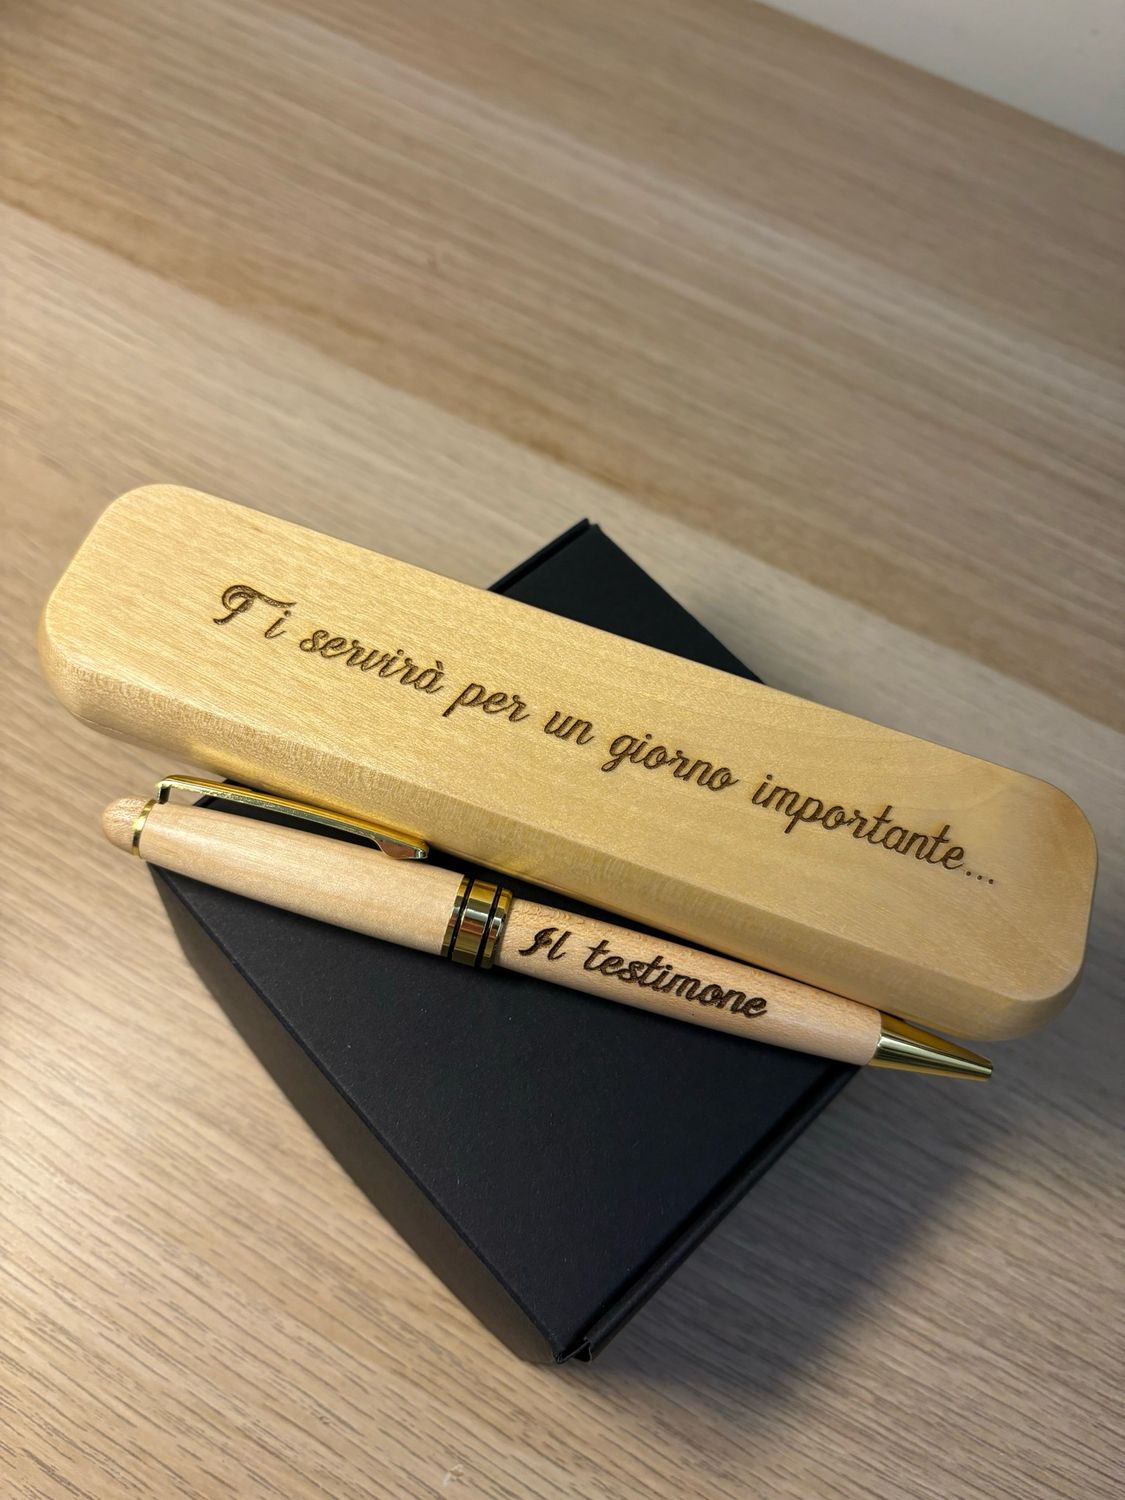 Ti servirà per un giorno importante...
Il testimone